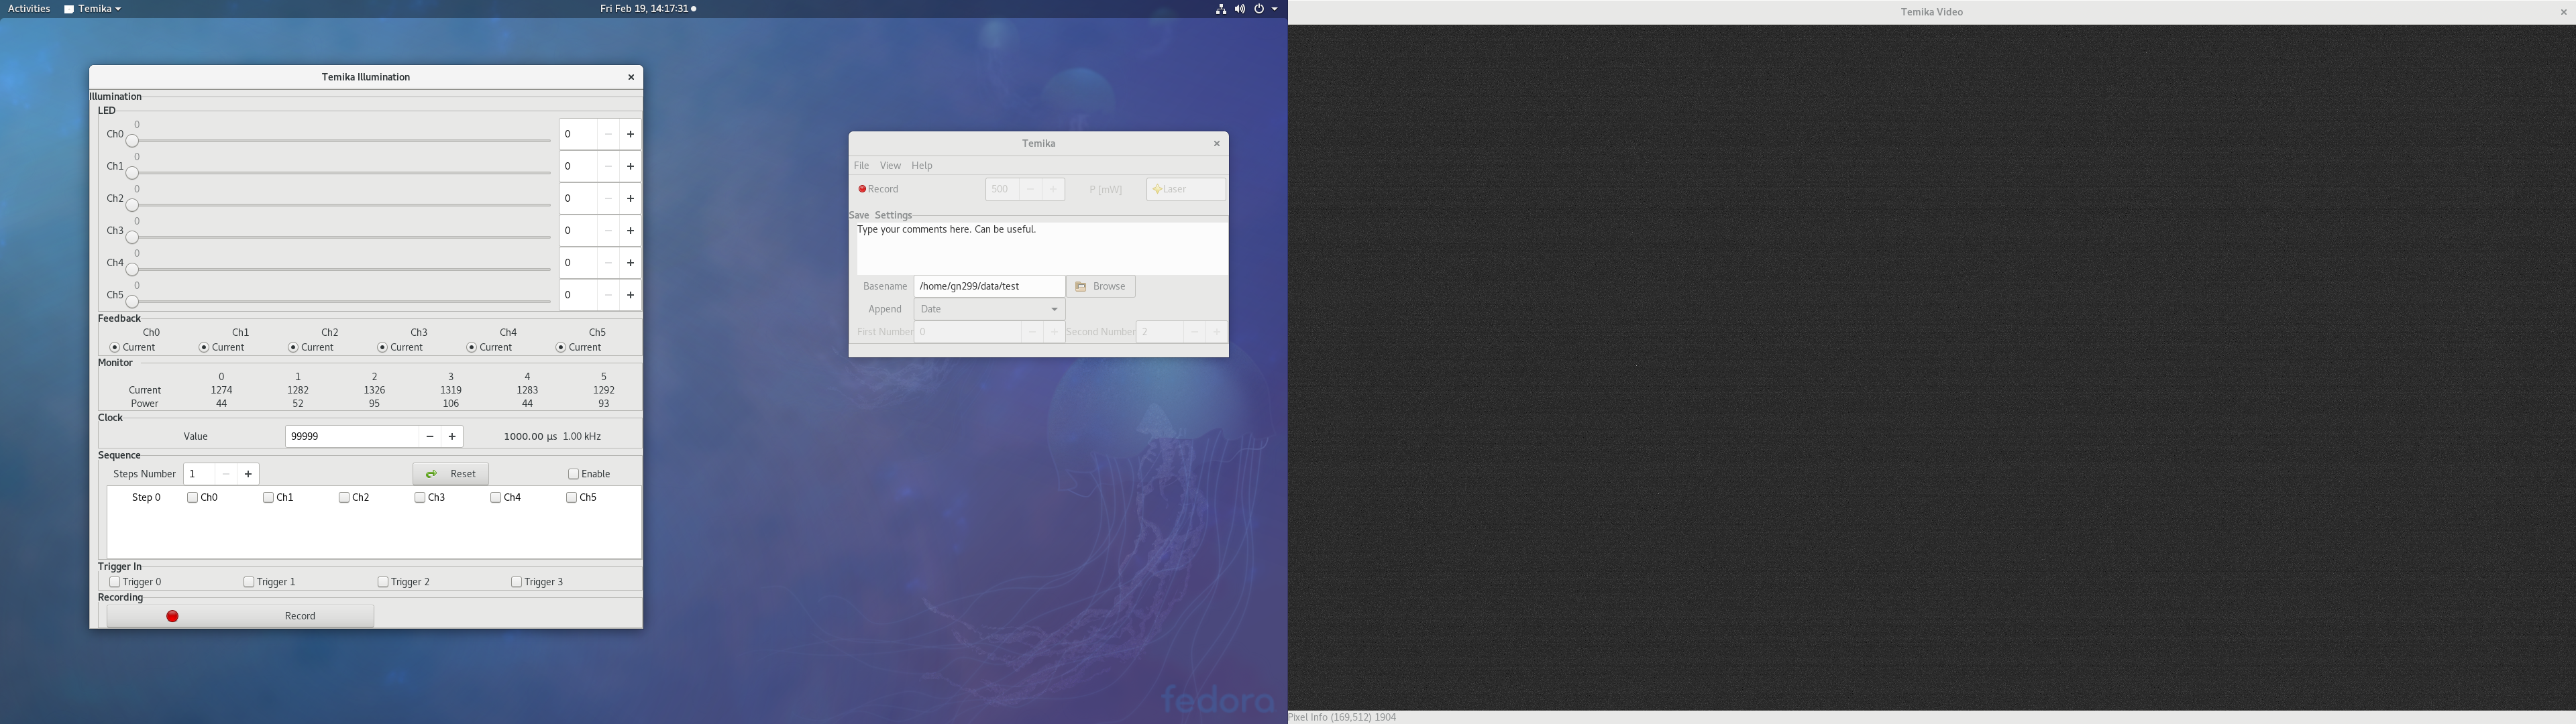 Activities Temika Fri Feb 19, 14:17:31
Temika Video
Temika Illumination
Illumination
LED
0
Ch0 0
0
Ch1 0
0
Ch2 0
0
Ch3 0
0
Ch4 0
0
Ch5 0
Feedback
Ch0 Ch1 Ch2 Ch3 Ch4 Ch5
Current Current Current Current Current Current
Monitor
0 1 2 3 4 5
Current 1274 1282 1326 1319 1283 1292
Power 44 52 95 106 44 93
Clock
Value 99999 1000.00 µs 1.00 kHz
Sequence
Steps Number 1 Reset Enable
Step 0 Ch0 Ch1 Ch2 Ch3 Ch4 Ch5
Trigger In
Trigger 0 Trigger 1 Trigger 2 Trigger 3
Recording
Record
Temika
File View Help
Record 500 P [mW] Laser
Save Settings
Type your comments here. Can be useful.
Basename /home/gn299/data/test Browse
Append Date
First Number 0 Second Number 2
fedora
Pixel Info (169,512) 1904